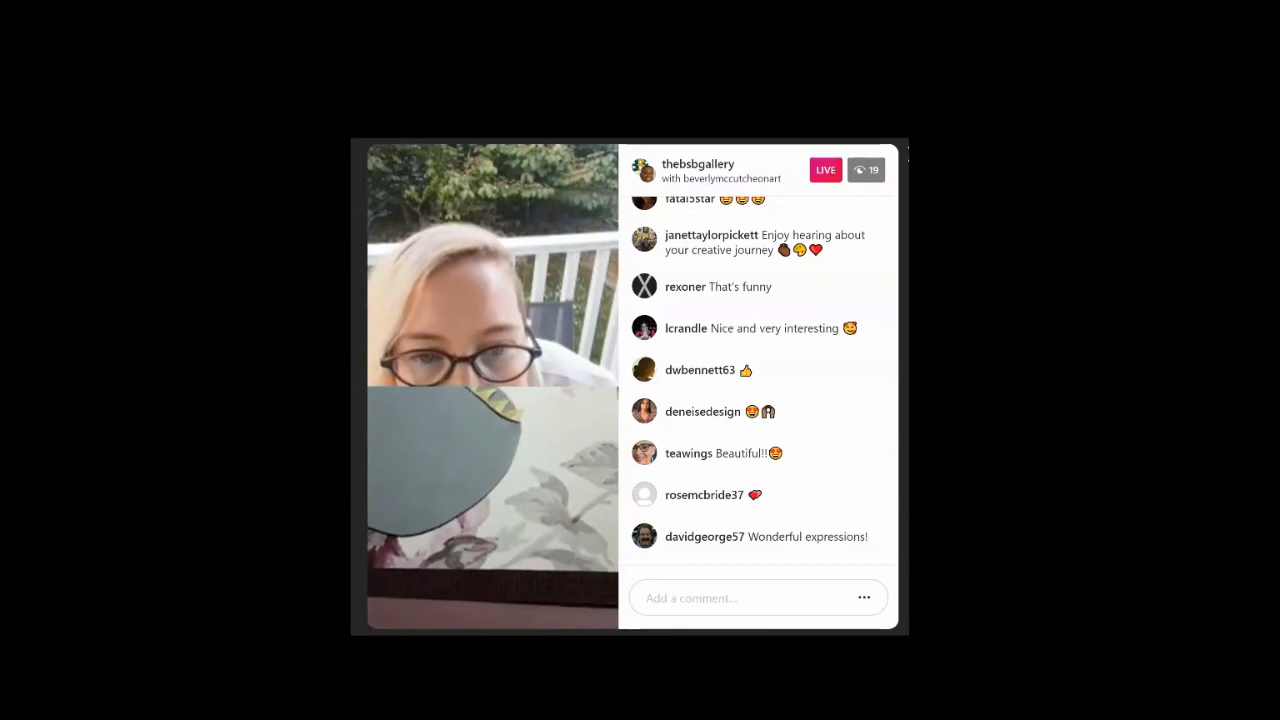 thebsbgallery
with beverlymccutcheonart
LIVE
19
fatal5star 🤩🤩🤩
janettaylorpickett Enjoy hearing about
your creative journey
rexoner That's funny
lcrandle Nice and very interesting 🥰
dwbennett63 👍
deneisedesign 🤩
teawings Beautiful!!🤩
rosemcbride37
davidgeorge57 Wonderful expressions!
Add a comment...